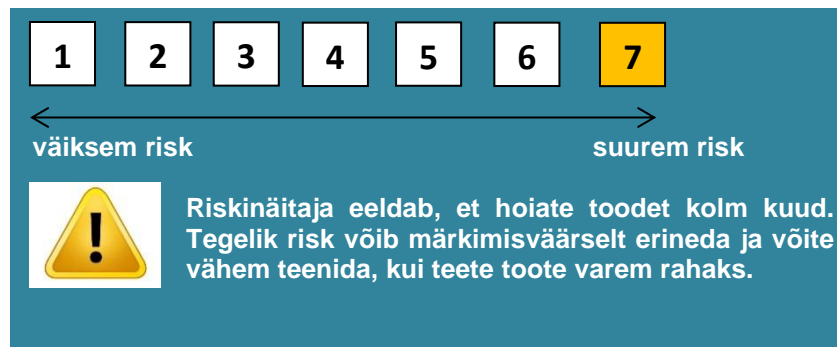 1 2 3 4 5 6 7
väiksem risk suurem risk
Riskinäitaja eeldab, et hoiate toodet kolm kuud.
Tegelik risk võib märkimisväärselt erineda ja võite
vähem teenida, kui teete toote varem rahaks.